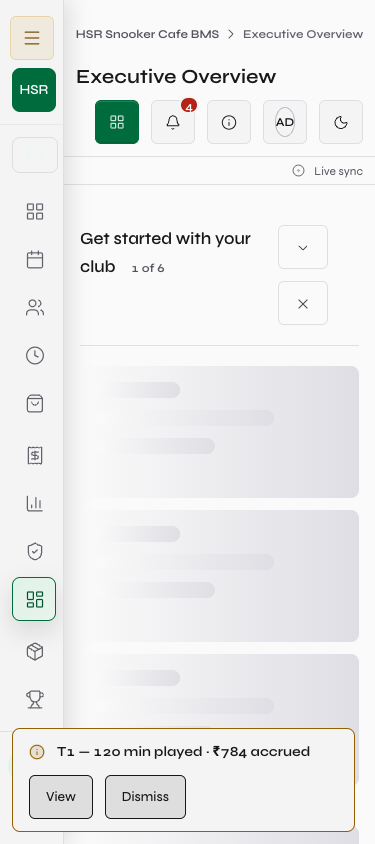 HSR Snooker Cafe BMS > Executive Overview
HSR
Executive Overview
4
AD
Live sync
Get started with your
club 1 of 6
T1 — 120 min played · ₹784 accrued
View Dismiss